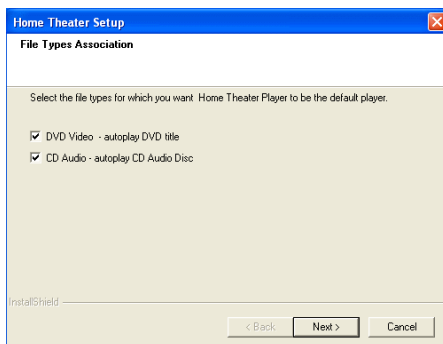 Home Theater Setup
File Types Association
Select the file types for which you want Home Theater Player to be the default player.
DVD Video - autoplay DVD title
CD Audio - autoplay CD Audio Disc
InstallShield
< Back
Next >
Cancel